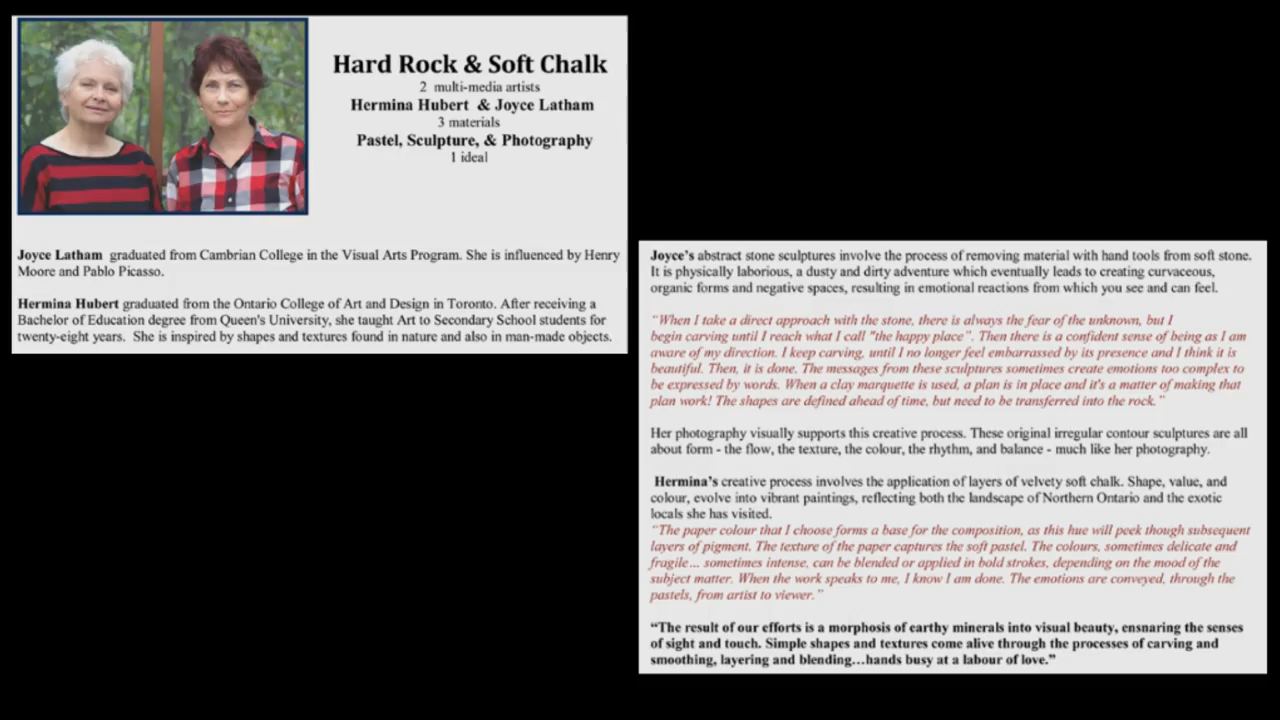 Hard Rock & Soft Chalk
2 multi-media artists
Hermina Hubert & Joyce Latham
3 materials
Pastel, Sculpture, & Photography
1 ideal
Joyce Latham graduated from Cambrian College in the Visual Arts Program. She is influenced by Henry
Moore and Pablo Picasso.
Hermina Hubert graduated from the Ontario College of Art and Design in Toronto. After receiving a
Bachelor of Education degree from Queen's University, she taught Art to Secondary School students for
twenty-eight years. She is inspired by shapes and textures found in nature and also in man-made objects.
Joyce's abstract stone sculptures involve the process of removing material with hand tools from soft stone.
It is physically laborious, a dusty and dirty adventure which eventually leads to creating curvaceous,
organic forms and negative spaces, resulting in emotional reactions from which you see and can feel.
"When I take a direct approach with the stone, there is always the fear of the unknown, but I
begin carving until I reach what I call "the happy place". Then there is a confident sense of being as I am
aware of my direction. I keep carving, until I no longer feel embarrassed by its presence and I think it is
beautiful. Then, it is done. The messages from these sculptures sometimes create emotions too complex to
be expressed by words. When a clay marquette is used, a plan is in place and it's a matter of making that
plan work! The shapes are defined ahead of time, but need to be transferred into the rock."
Her photography visually supports this creative process. These original irregular contour sculptures are all
about form - the flow, the texture, the colour, the rhythm, and balance - much like her photography.
Hermina's creative process involves the application of layers of velvety soft chalk. Shape, value, and
colour, evolve into vibrant paintings, reflecting both the landscape of Northern Ontario and the exotic
locals she has visited.
"The paper colour that I choose forms a base for the composition, as this hue will peek though subsequent
layers of pigment. The texture of the paper captures the soft pastel. The colours, sometimes delicate and
fragile... sometimes intense, can be blended or applied in bold strokes, depending on the mood of the
subject matter. When the work speaks to me, I know I am done. The emotions are conveyed, through the
pastels, from artist to viewer."
"The result of our efforts is a morphosis of earthy minerals into visual beauty, ensnaring the senses
of sight and touch. Simple shapes and textures come alive through the processes of carving and
smoothing, layering and blending...hands busy at a labour of love."